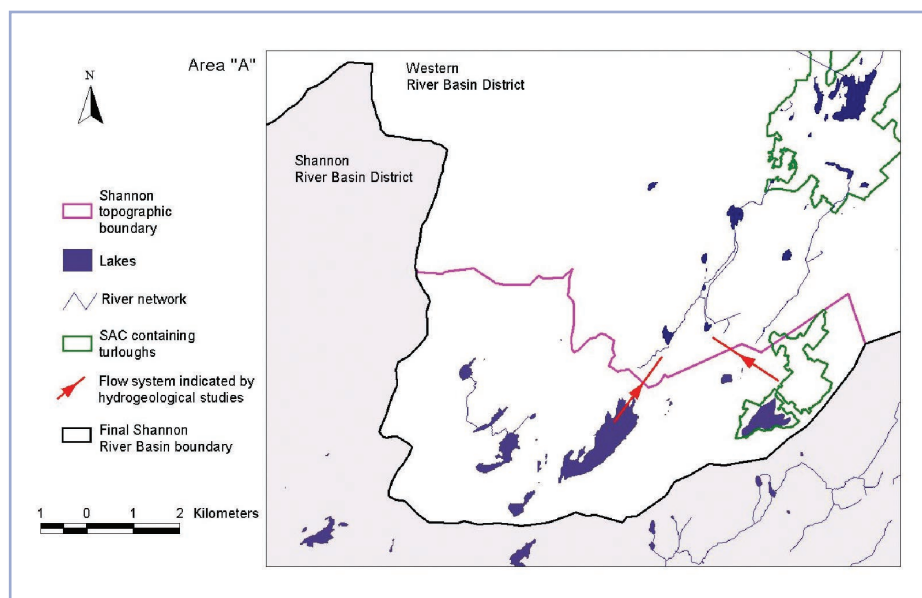 Area "A"
N
Western
River Basin District
Shannon
River Basin District
Shannon
topographic
boundary
Lakes
River network
SAC containing
turloughs
Flow system indicated by
hydrogeological studies
Final Shannon
River Basin boundary
1 0 1 2 Kilometers